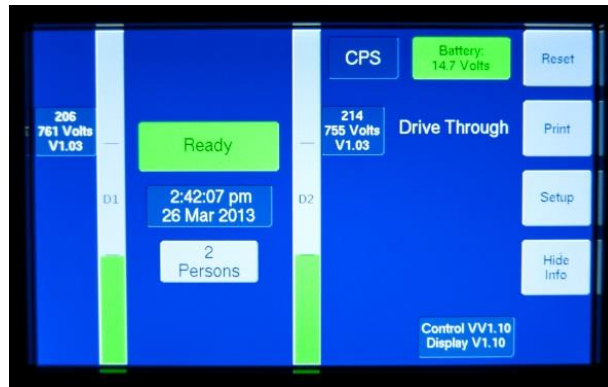 CPS
Battery:
14.7 Volts
Reset
206
761 Volts
V1.03
Ready
214
755 Volts
V1.03
Drive Through
Print
D1
2:42:07 pm
26 Mar 2013
D2
Setup
2
Persons
Hide
Info
Control VV1.10
Display V1.10